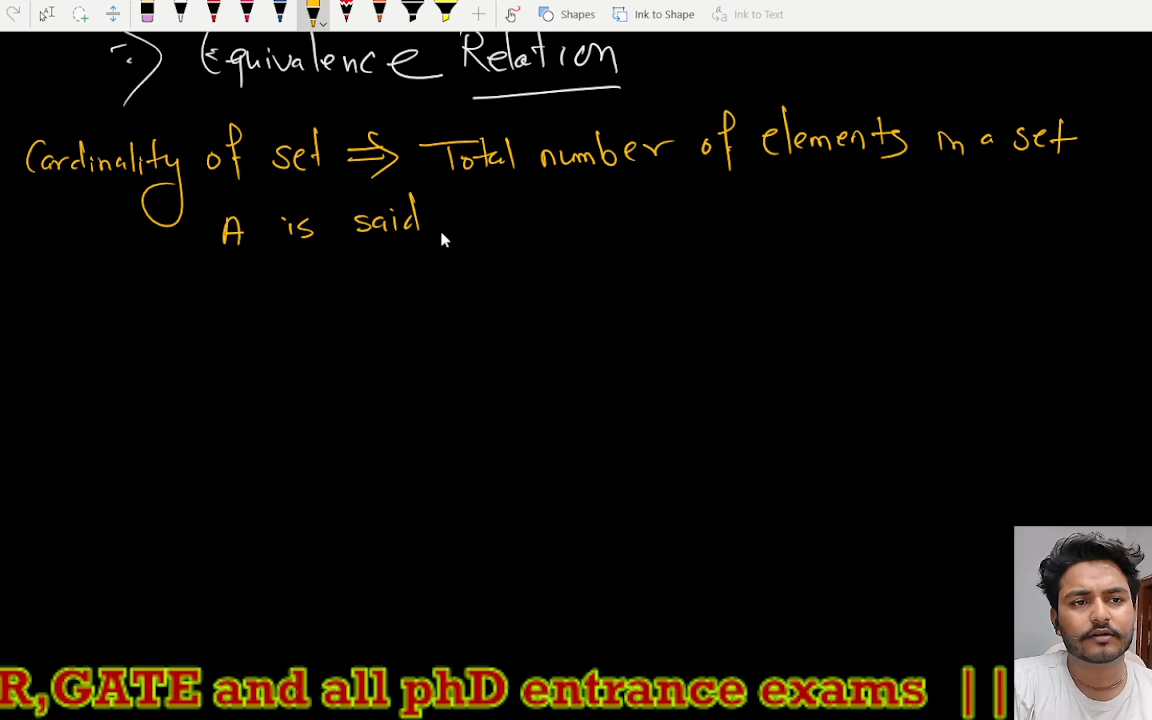 Shapes Ink to Shape Ink to Text
Equivalence Relation
Cardinality of set ⇒ Total number of elements in a set
A is said
R,GATE and all phD entrance exams ||